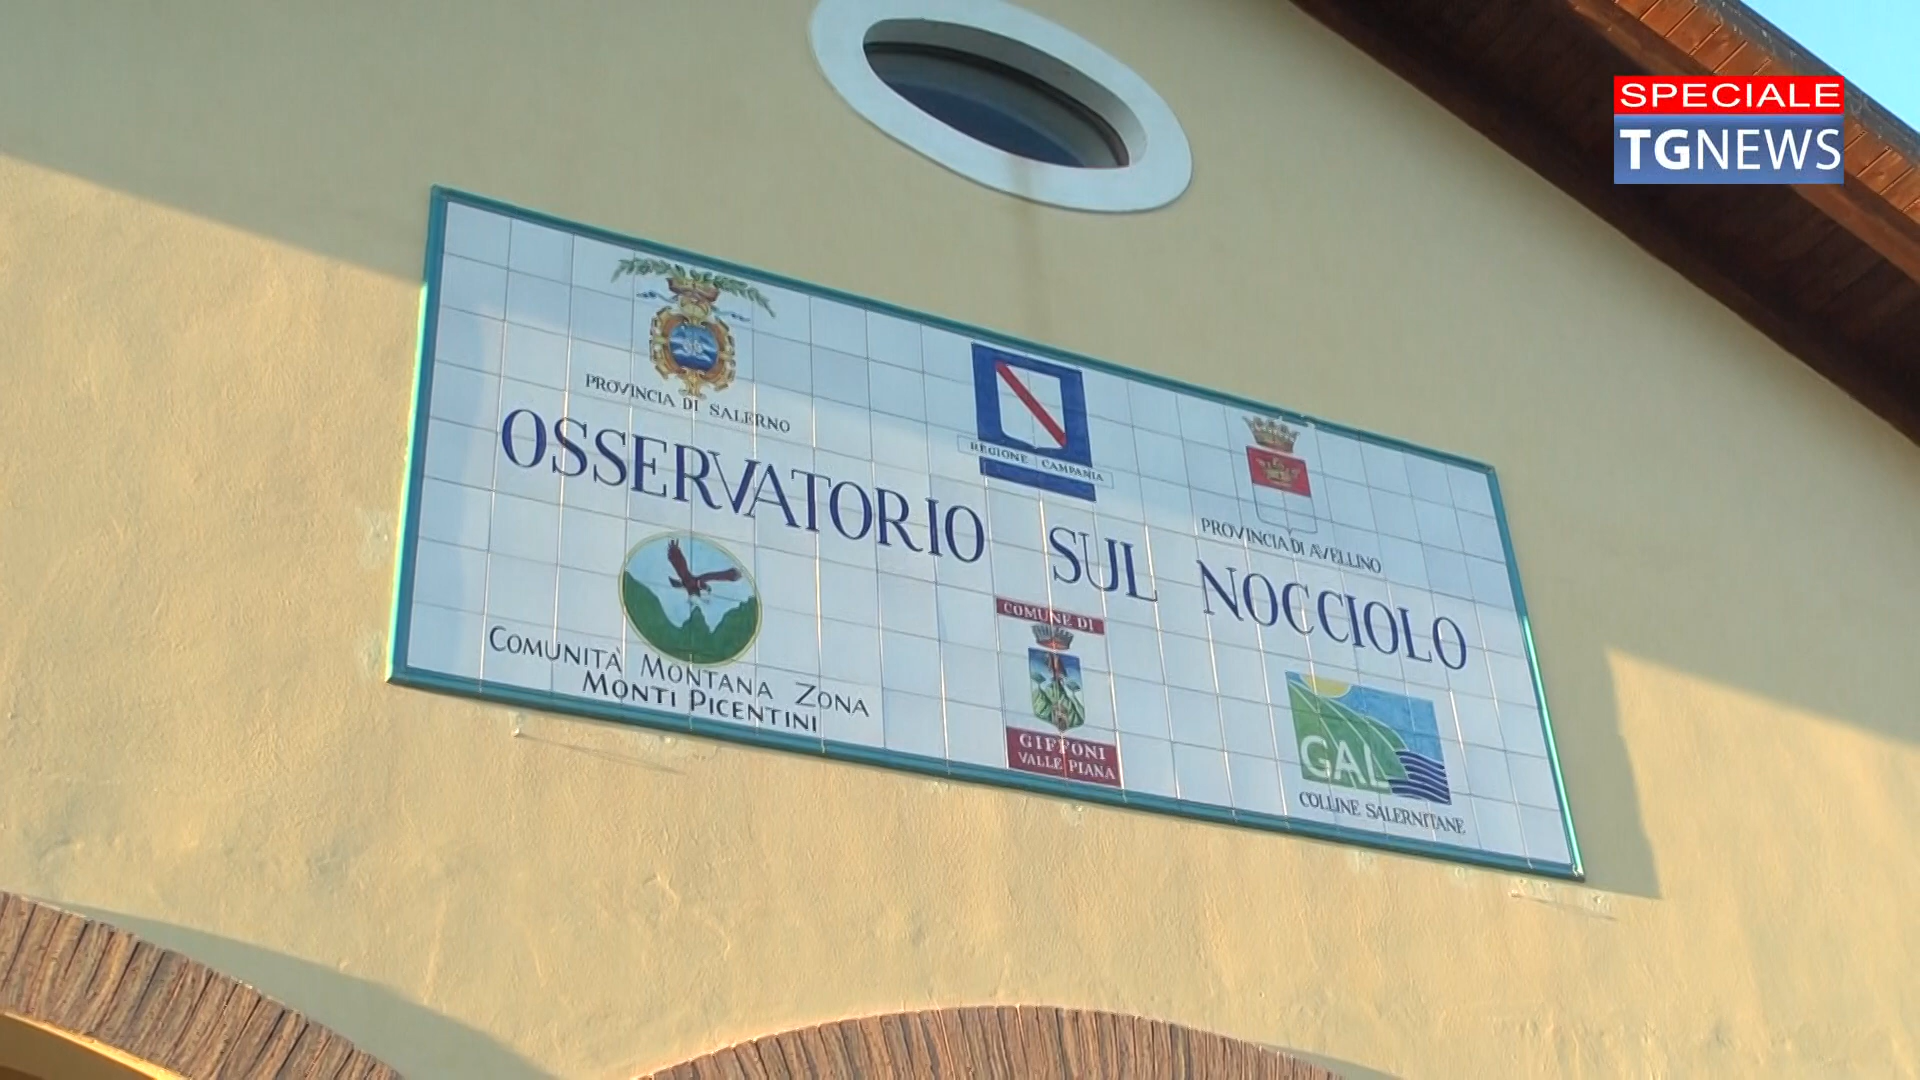 SPECIALE
TGNEWS
PROVINCIA DI SALERNO
REGIONE CAMPANIA
PROVINCIA DI AVELLINO
OSSERVATORIO SUL NOCCIOLO
COMUNITÀ MONTANA ZONA
MONTI PICENTINI
COMUNE DI
GIFFONI
VALLE PIANA
GAL
COLLINE SALERNITANE